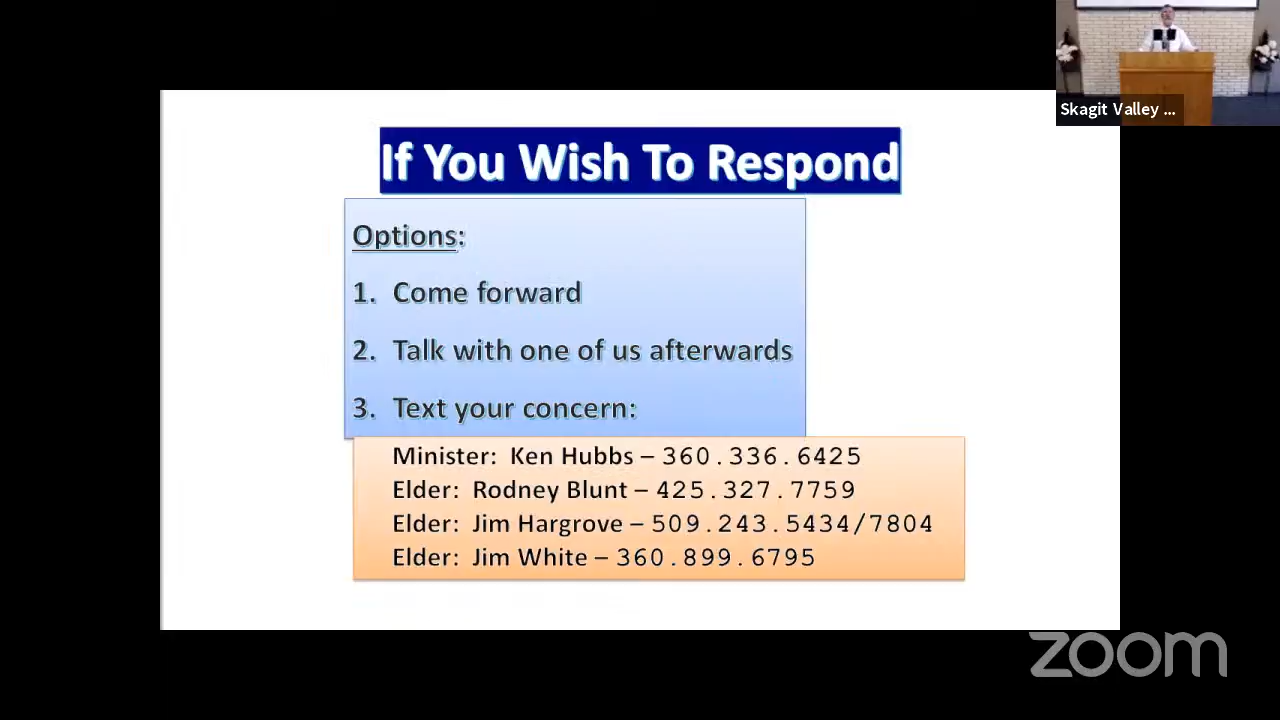 Skagit Valley ...
If You Wish To Respond
Options:
1. Come forward
2. Talk with one of us afterwards
3. Text your concern:
Minister: Ken Hubbs – 360.336.6425
Elder: Rodney Blunt – 425.327.7759
Elder: Jim Hargrove – 509.243.5434/7804
Elder: Jim White – 360.899.6795
zoom